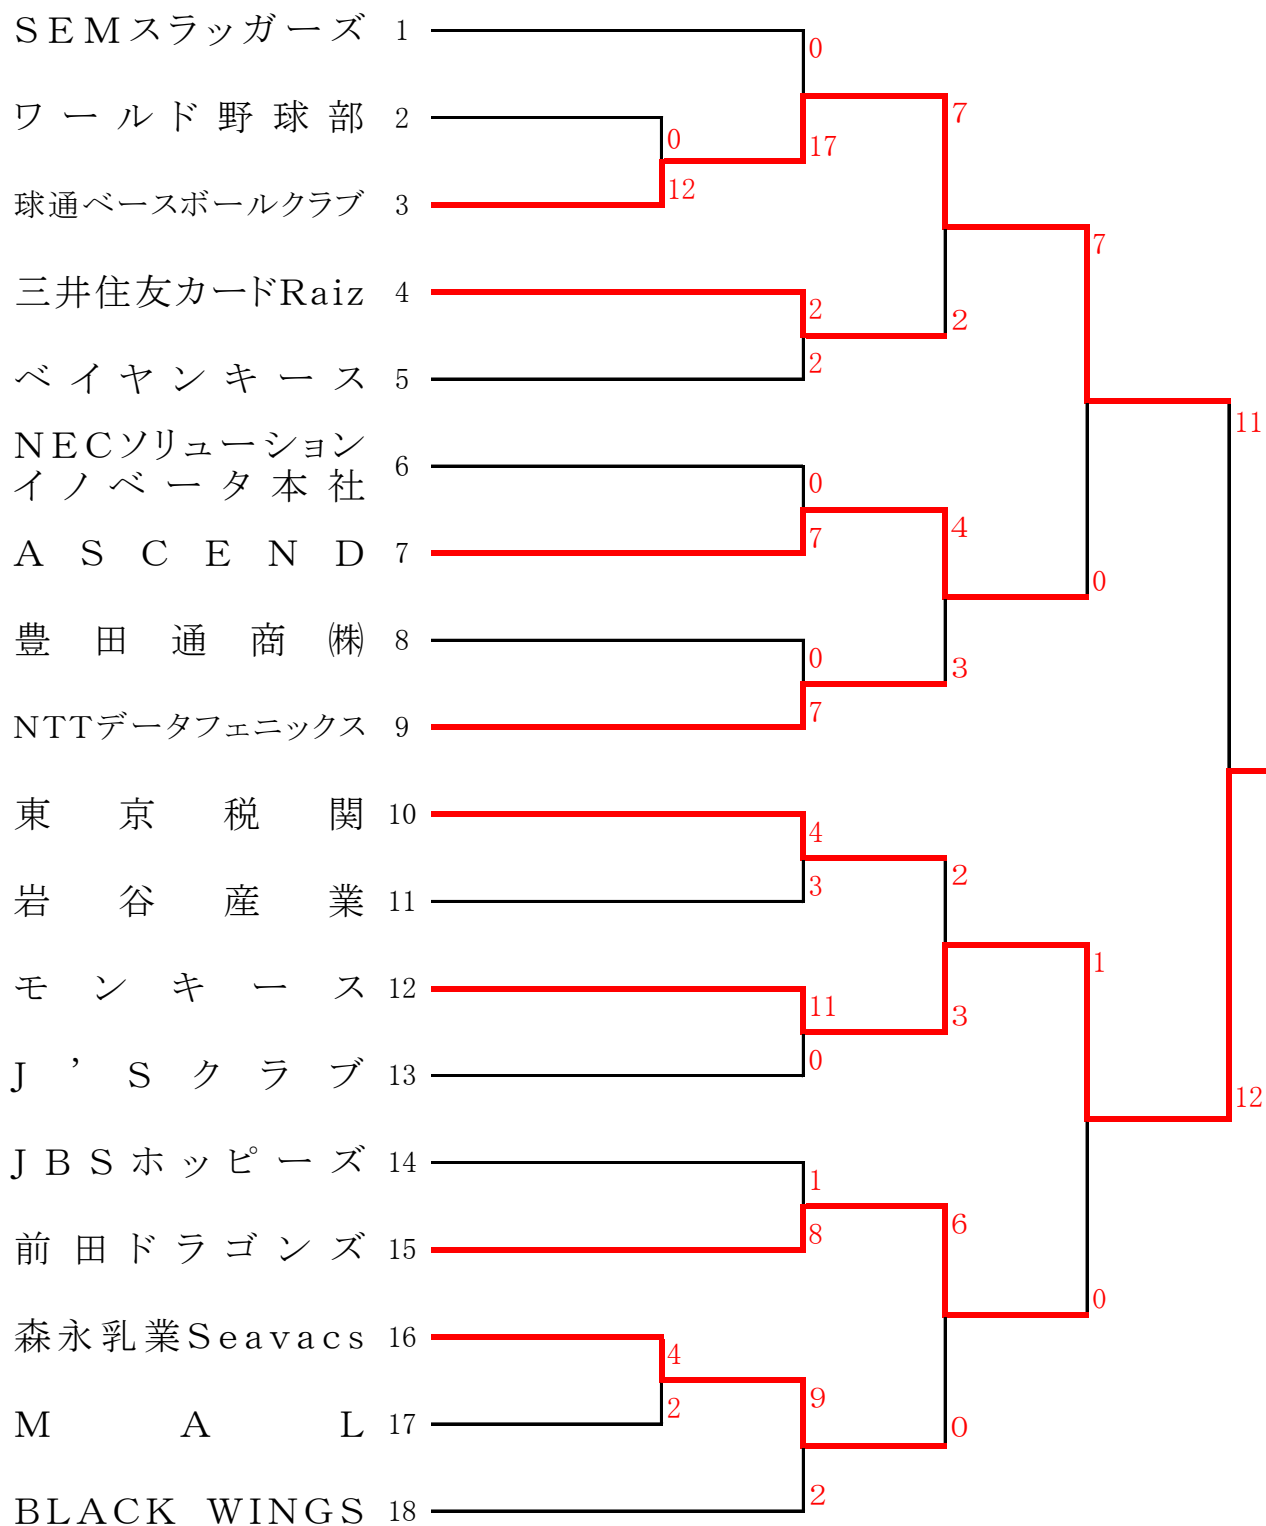 SEMスラッガーズ 1
0
7
ワールド野球部 2
0
17
12
球通ベースボールクラブ 3
7
三井住友カードRaiz 4
2
2
2
ベイヤンキース 5
11
NECソリューション
イノベータ本社 6
0
4
7
ASCEND 7
0
豊田通商㈱ 8
0
3
7
NTTデータフェニックス 9
東京税関 10
4
2
3
岩谷産業 11
1
モンキース 12
11
3
0
J’Sクラブ 13
12
JBSホッピーズ 14
1
6
8
前田ドラゴンズ 15
0
森永乳業Seavacs 16
4
9
2
0
MAL 17
2
BLACK WINGS 18